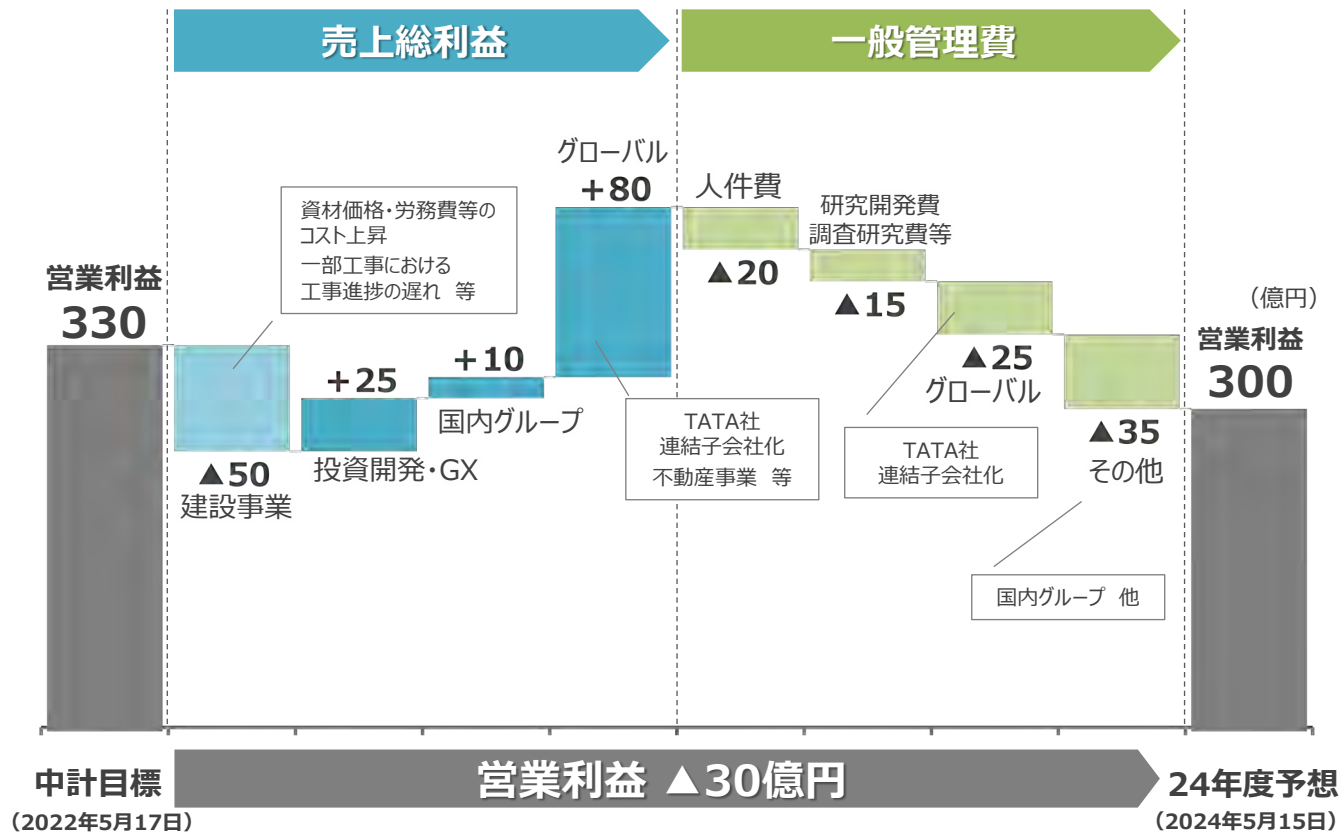 売上総利益
一般管理費
グローバル
+80
人件費
研究開発費
調査研究費等
資材価格・労務費等の
コスト上昇
一部工事における
工事進捗の遅れ 等
▲20
▲15
営業利益
330
(億円)
営業利益
300
+25
+10
国内グループ
▲50
建設事業
投資開発・GX
TATA社
連結子会社化
不動産事業 等
▲25
グローバル
TATA社
連結子会社化
▲35
その他
国内グループ 他
中計目標
(2022年5月17日)
営業利益 ▲30億円
24年度予想
(2024年5月15日)